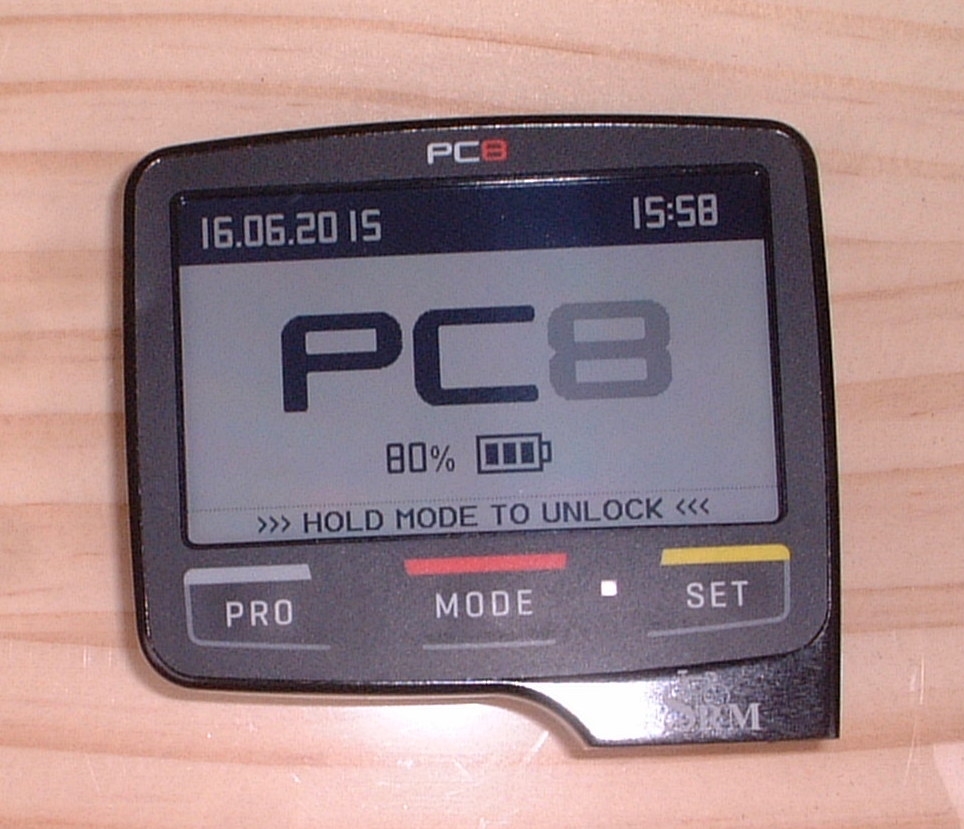 PC8
16.06.2015 15:58
PC8
80%
>>> HOLD MODE TO UNLOCK <<<
PRO MODE SET
SRM